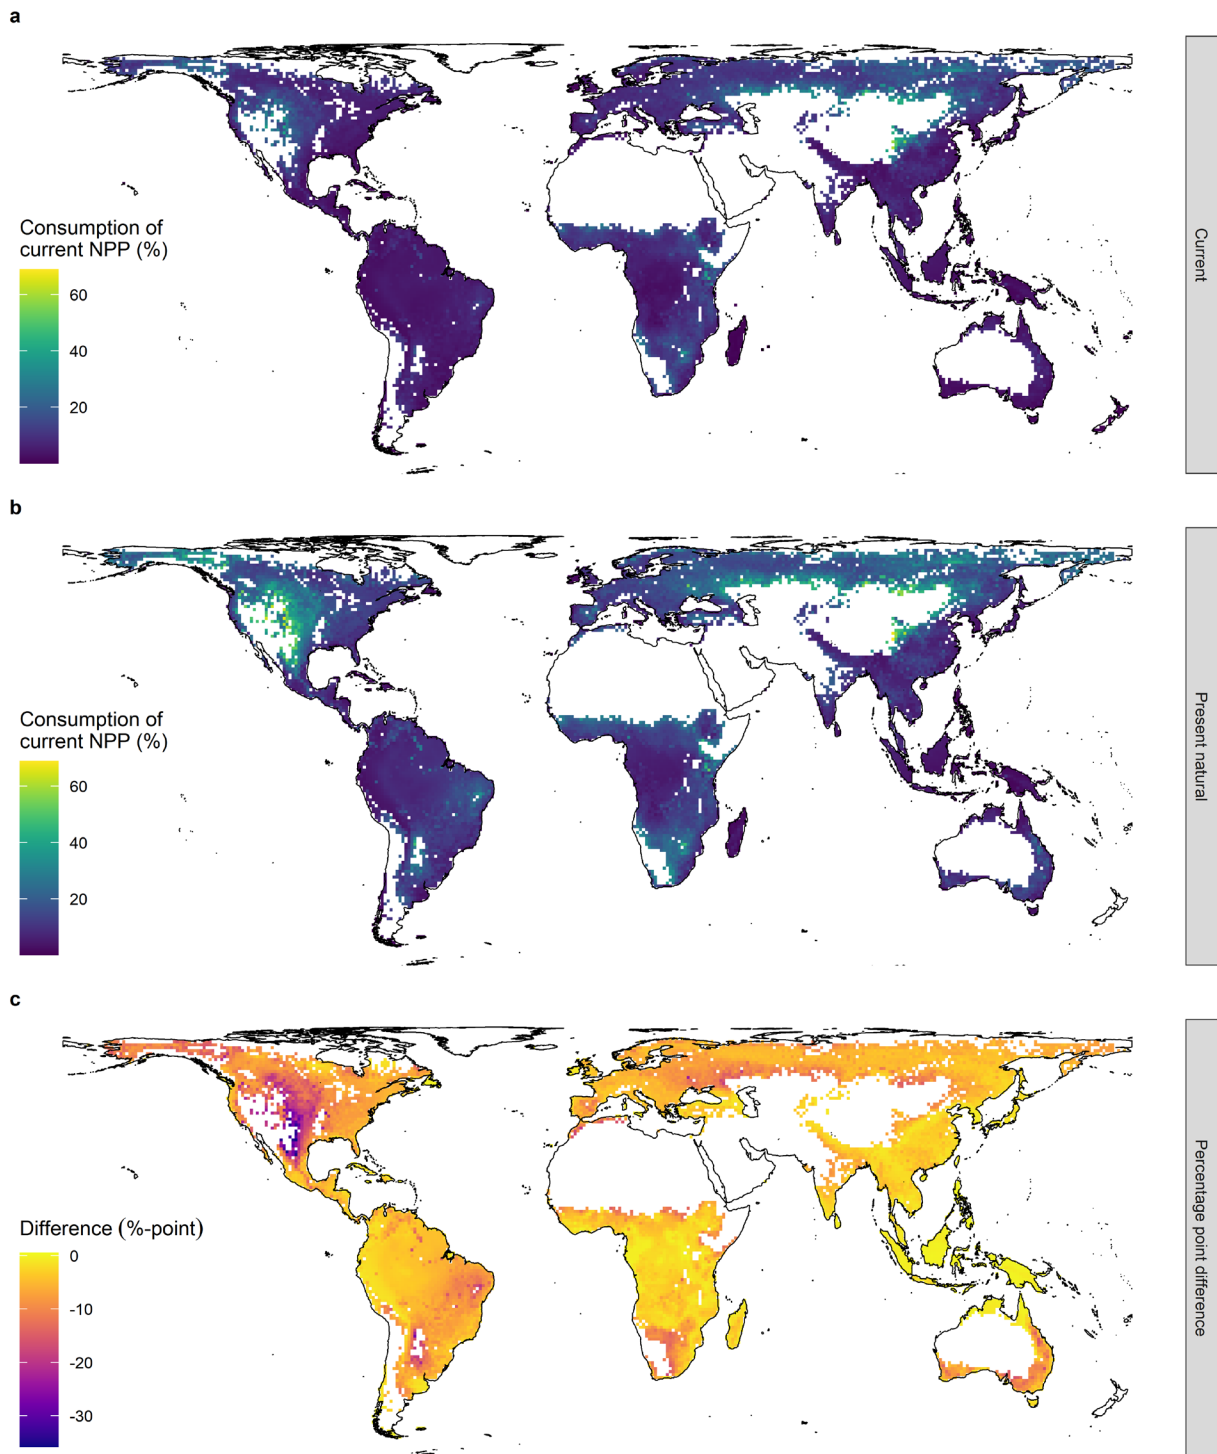 a
Consumption of
current NPP (%)
60
40
20
Current
b
Consumption of
current NPP (%)
60
40
20
Present natural
c
Difference (%-point)
0
-10
-20
-30
Percentage point difference